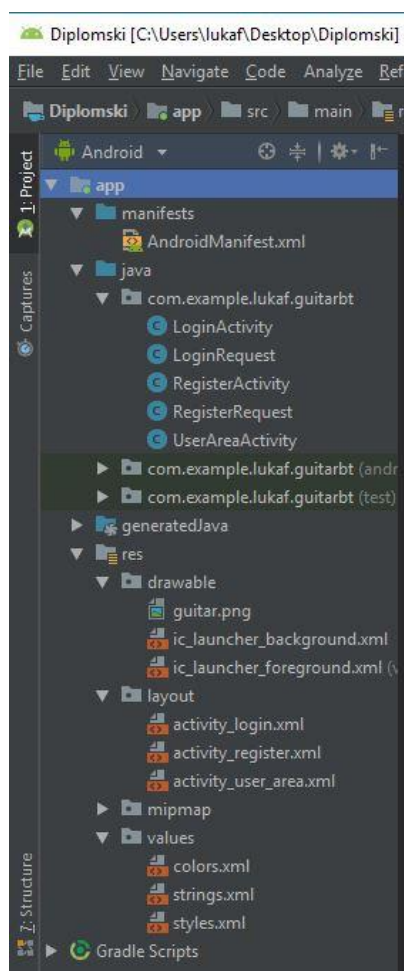 Diplomski [C:\Users\lukaf\Desktop\Diplomski]
File Edit View Navigate Code Analyze Ref
Diplomski app src main r
1: Project
Android
app
manifests
AndroidManifest.xml
java
com.example.lukaf.guitarbt
LoginActivity
LoginRequest
RegisterActivity
RegisterRequest
UserAreaActivity
com.example.lukaf.guitarbt (andr
com.example.lukaf.guitarbt (test)
generatedJava
res
drawable
guitar.png
ic_launcher_background.xml
ic_launcher_foreground.xml (v
layout
activity_login.xml
activity_register.xml
activity_user_area.xml
mipmap
values
colors.xml
strings.xml
styles.xml
Gradle Scripts
Captures
7: Structure